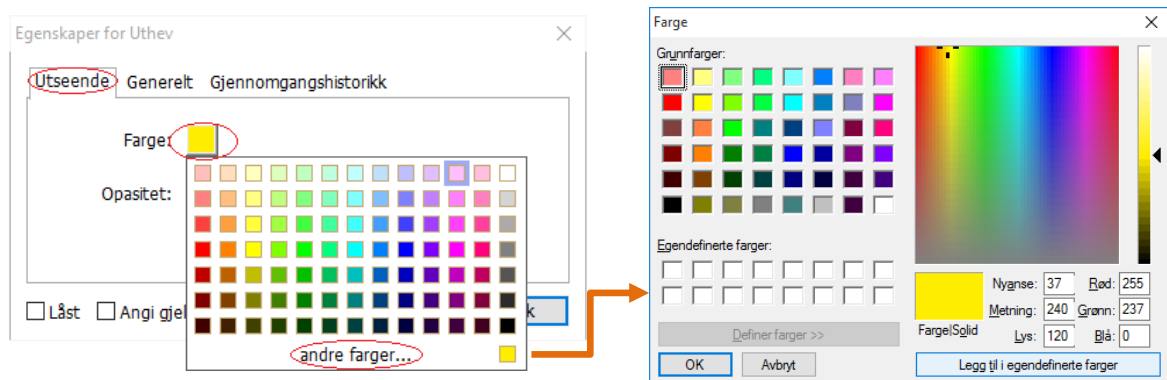 Egenskaper for Uthev
Utseende Generelt Gjennomgangshistorikk
Farge:
Opasitet:
Låst Angi gjel k
andre farger...
Farge
Grunnfarger:
Egendefinerte farger:
Definer farger >>
OK Avbryt
Farge|Solid
Nyanse: 37 Rød: 255
Metning: 240 Grønn: 237
Lys: 120 Blå: 0
Legg til i egendefinerte farger